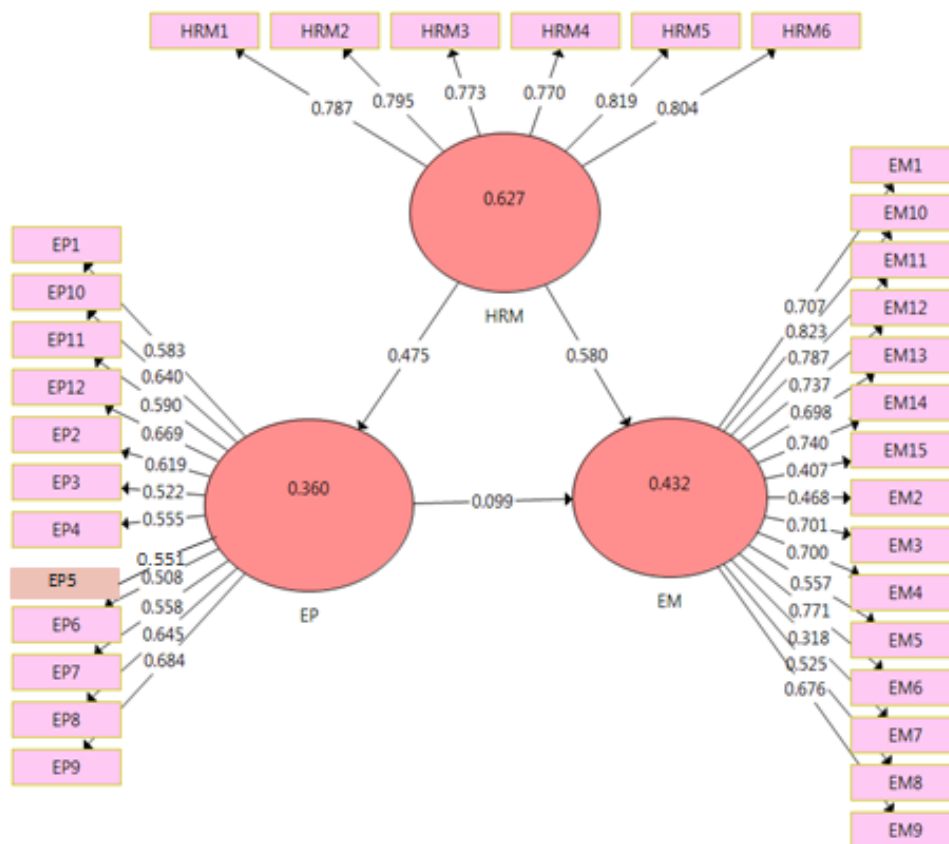 HRM1 HRM2 HRM3 HRM4 HRM5 HRM6
0.787 0.795 0.773 0.770 0.819 0.804
0.627
HRM
0.475
0.580
EP1
EP10
EP11
EP12
EP2
EP3
EP4
EP5
EP6
EP7
EP8
EP9
0.583
0.640
0.590
0.669
0.619
0.522
0.555
0.551
0.508
0.558
0.645
0.684
0.360
EP
0.099
0.432
EM
0.707
0.823
0.787
0.737
0.698
0.740
0.407
0.468
0.701
0.700
0.557
0.771
0.318
0.525
0.676
EM1
EM10
EM11
EM12
EM13
EM14
EM15
EM2
EM3
EM4
EM5
EM6
EM7
EM8
EM9